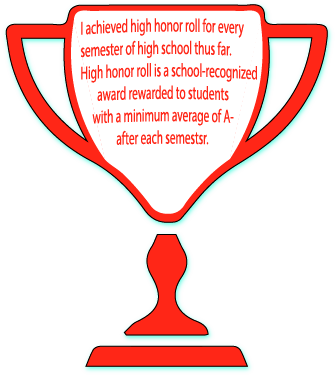 I achieved high honor roll for every
semester of high school thus far.
High honor roll is a school-recognized
award rewarded to students
with a minimum average of A-
after each semestsr.